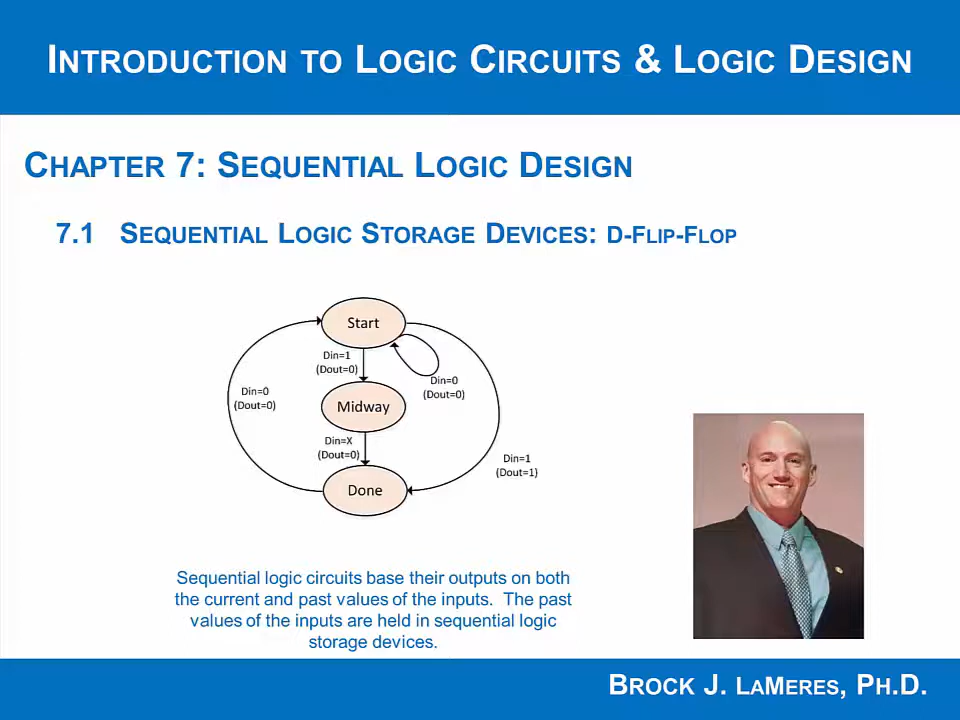 INTRODUCTION TO LOGIC CIRCUITS & LOGIC DESIGN
CHAPTER 7: SEQUENTIAL LOGIC DESIGN
7.1 SEQUENTIAL LOGIC STORAGE DEVICES: D-FLIP-FLOP
Start
Din=1
(Dout=0)
Din=0
(Dout=0)
Din=0
(Dout=0)
Midway
Din=X
(Dout=0)
Din=1
(Dout=1)
Done
Sequential logic circuits base their outputs on both
the current and past values of the inputs. The past
values of the inputs are held in sequential logic
storage devices.
BROCK J. LAMERES, PH.D.